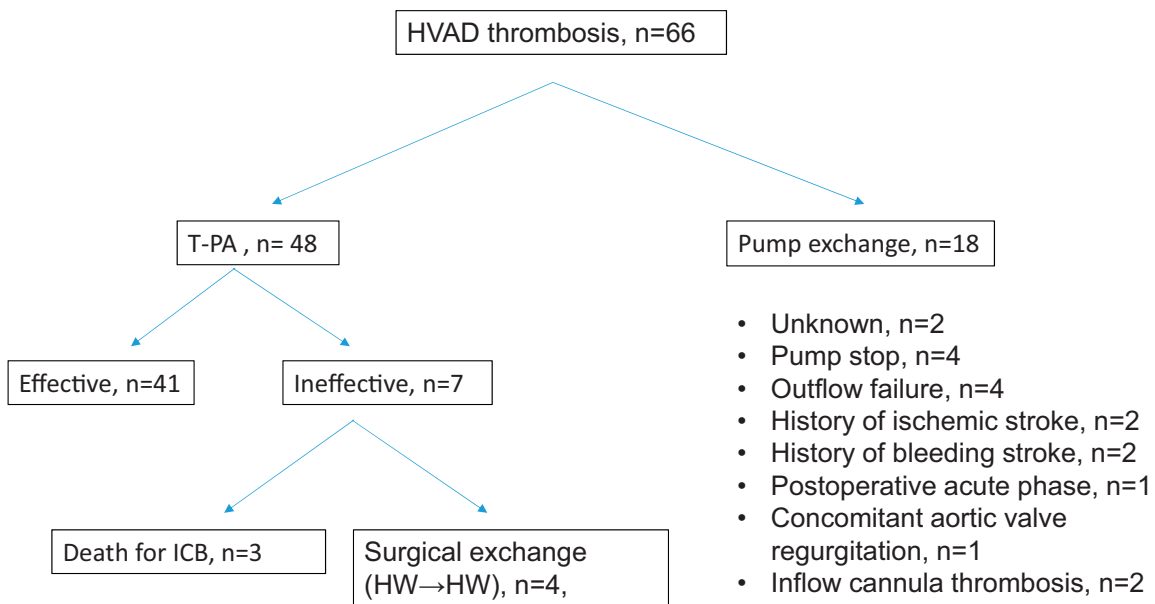 HVAD thrombosis, n=66
T-PA , n= 48
Pump exchange, n=18
Effective, n=41
Ineffective, n=7
Death for ICB, n=3
Surgical exchange
(HW→HW), n=4,
• Unknown, n=2
• Pump stop, n=4
• Outflow failure, n=4
• History of ischemic stroke, n=2
• History of bleeding stroke, n=2
• Postoperative acute phase, n=1
• Concomitant aortic valve
regurgitation, n=1
• Inflow cannula thrombosis, n=2